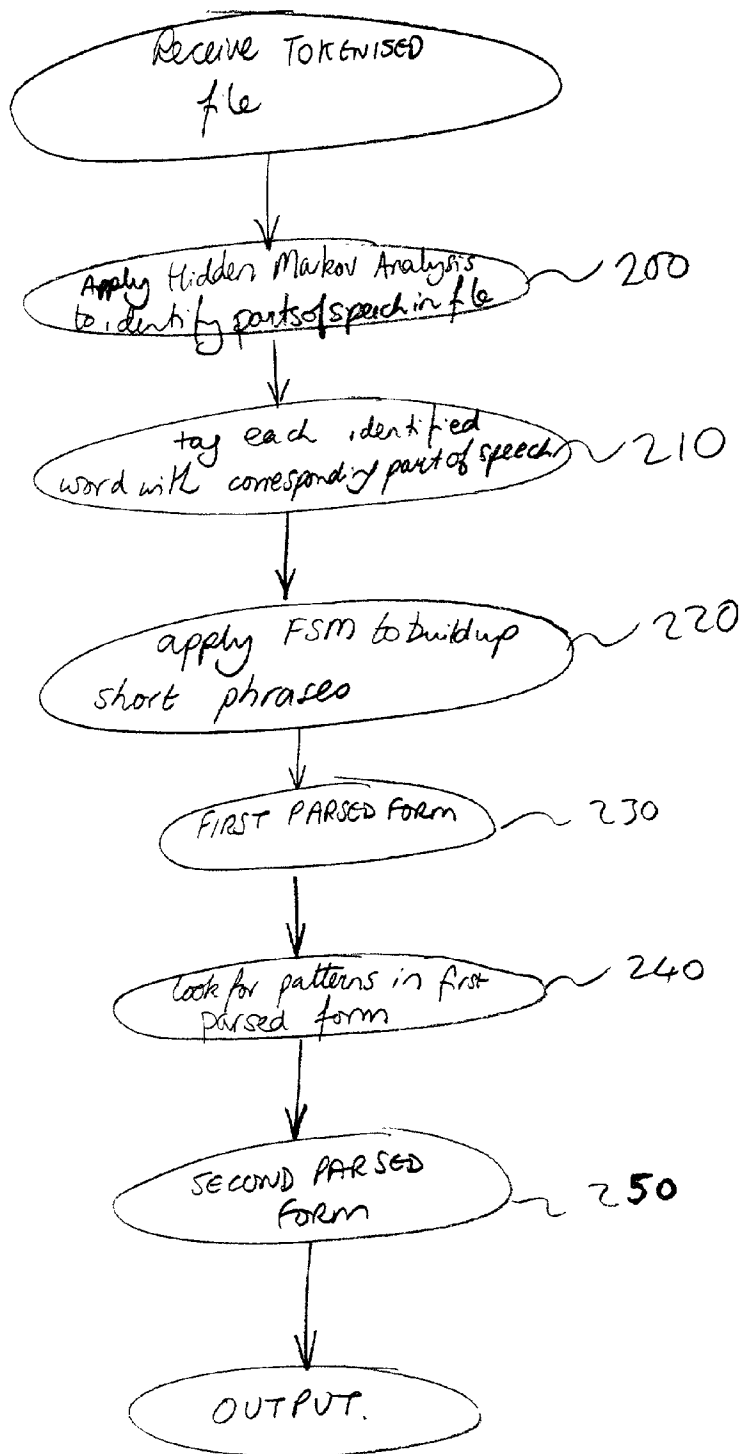 Receive TOKENISED
file
Apply Hidden Markov Analysis
to identify parts of speech in file
200
tag each identified
word with corresponding part of speech
210
apply FSM to build up
short phrases
220
FIRST PARSED FORM
230
look for patterns in first
parsed form
240
SECOND PARSED
FORM
250
OUTPUT.